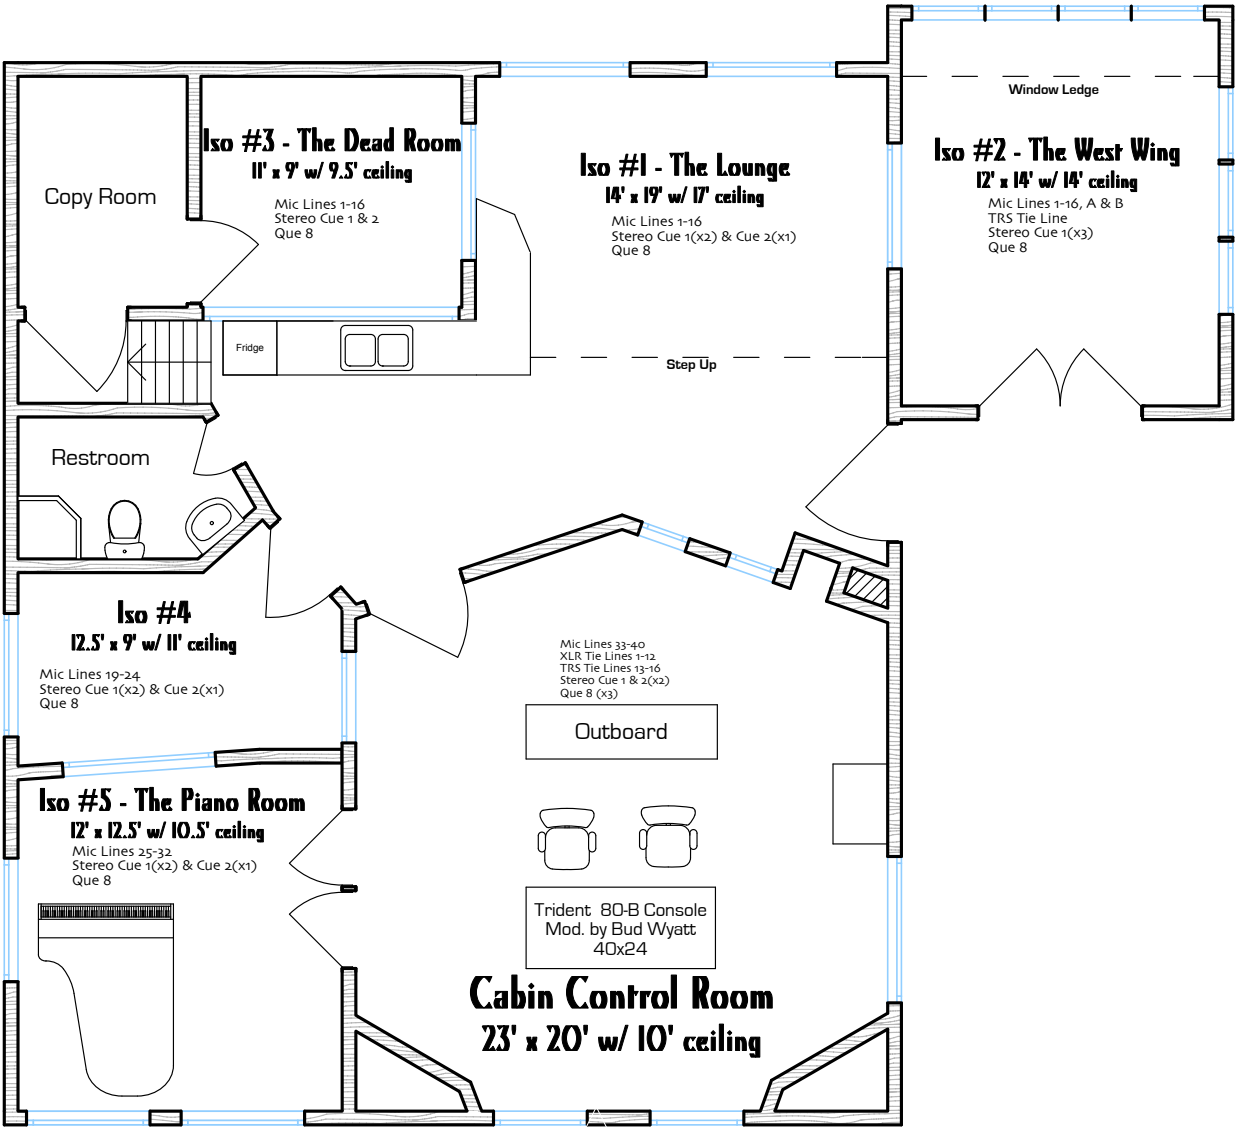 Window Ledge
Iso #3 - The Dead Room
11' x 9' w/ 9.5' ceiling
Mic Lines 1-16
Stereo Cue 1 & 2
Que 8
Copy Room
Iso #1 - The Lounge
14' x 19' w/ 17' ceiling
Mic Lines 1-16
Stereo Cue 1(x2) & Cue 2(x1)
Que 8
Iso #2 - The West Wing
12' x 14' w/ 14' ceiling
Mic Lines 1-16, A & B
TRS Tie Line
Stereo Cue 1(x3)
Que 8
Fridge
Step Up
Restroom
Iso #4
12.5' x 9' w/ 11' ceiling
Mic Lines 19-24
Stereo Cue 1(x2) & Cue 2(x1)
Que 8
Mic Lines 33-40
XLR Tie Lines 1-12
TRS Tie Lines 13-16
Stereo Cue 1 & 2(x2)
Que 8 (x3)
Outboard
Iso #5 - The Piano Room
12' x 12.5' w/ 10.5' ceiling
Mic Lines 25-32
Stereo Cue 1(x2) & Cue 2(x1)
Que 8
Trident 80-B Console
Mod. by Bud Wyatt
40x24
Cabin Control Room
23' x 20' w/ 10' ceiling